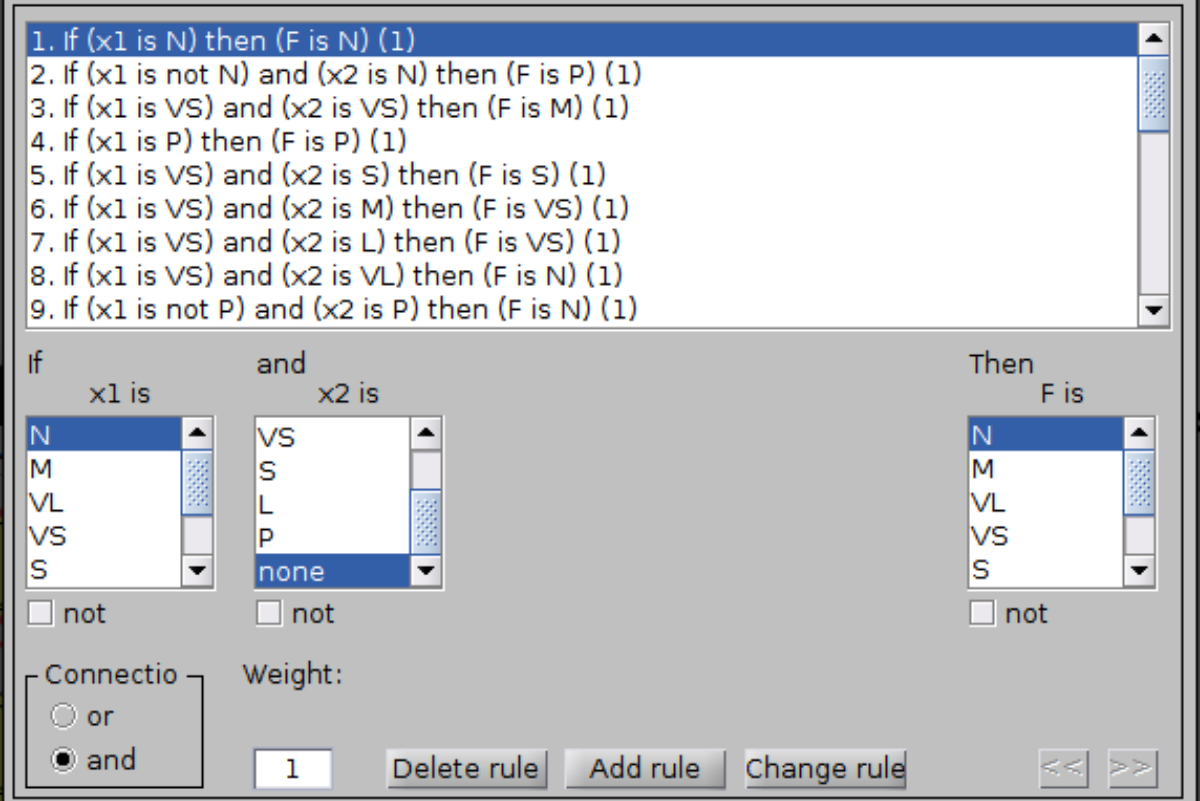 1. If (x1 is N) then (F is N) (1)
2. If (x1 is not N) and (x2 is N) then (F is P) (1)
3. If (x1 is VS) and (x2 is VS) then (F is M) (1)
4. If (x1 is P) then (F is P) (1)
5. If (x1 is VS) and (x2 is S) then (F is S) (1)
6. If (x1 is VS) and (x2 is M) then (F is VS) (1)
7. If (x1 is VS) and (x2 is L) then (F is VS) (1)
8. If (x1 is VS) and (x2 is VL) then (F is N) (1)
9. If (x1 is not P) and (x2 is P) then (F is N) (1)
If and Then
x1 is x2 is F is
N VS N
M S M
VL L VL
VS P VS
S none S
not not not
Connectio Weight:
or
and 1 Delete rule Add rule Change rule << >>